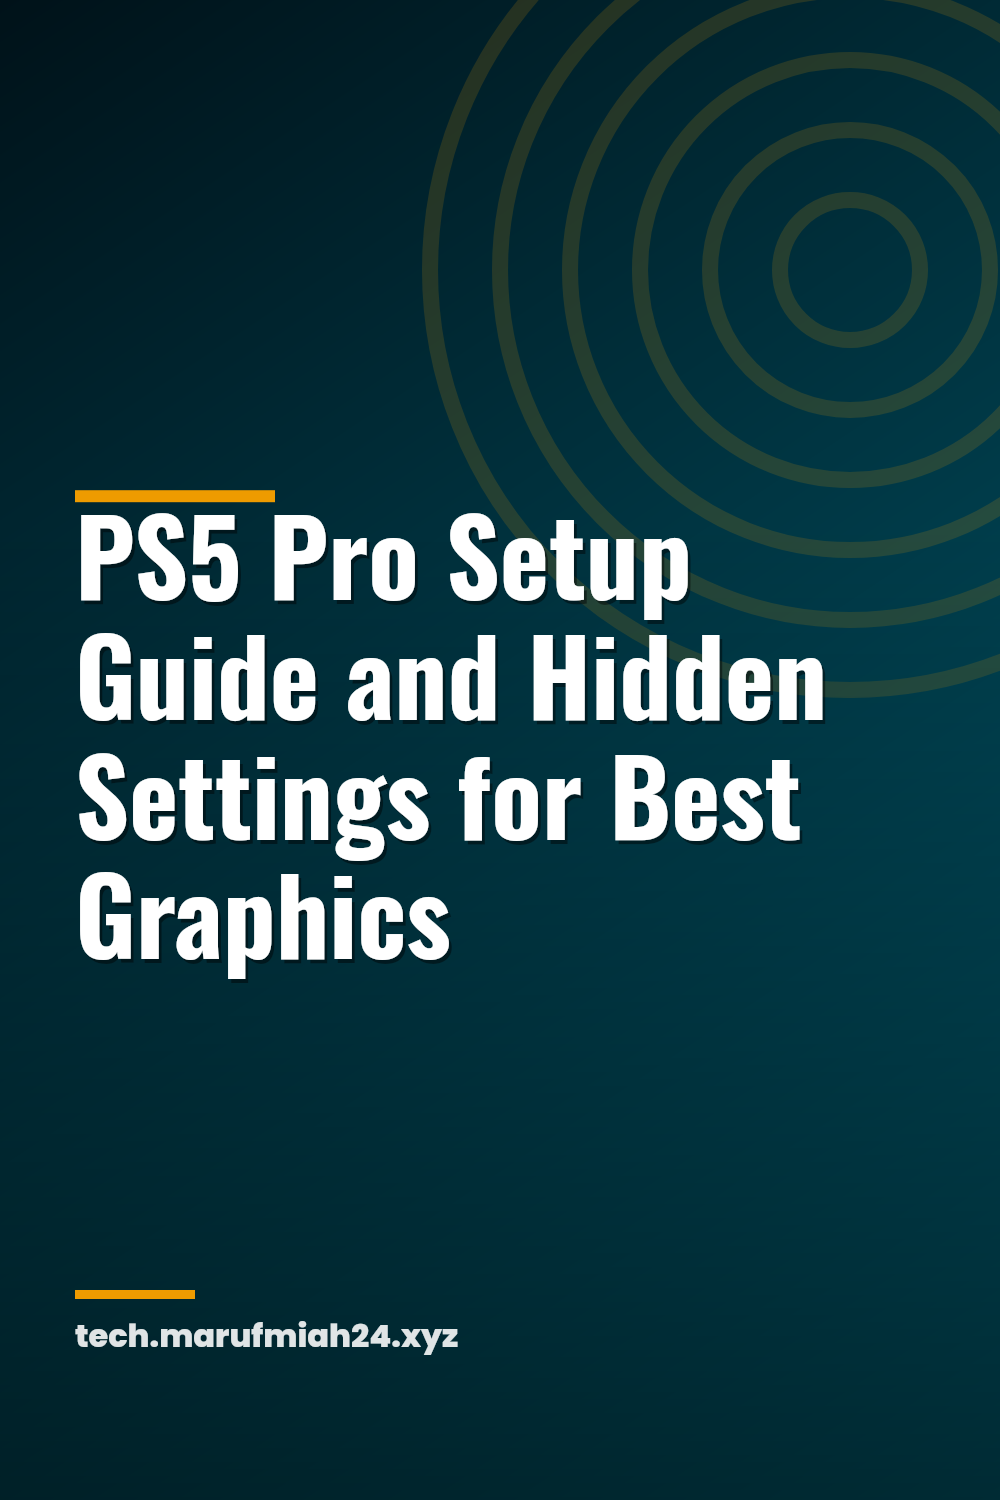 PS5 Pro Setup
Guide and Hidden
Settings for Best
Graphics
tech.marufmiah24.xyz